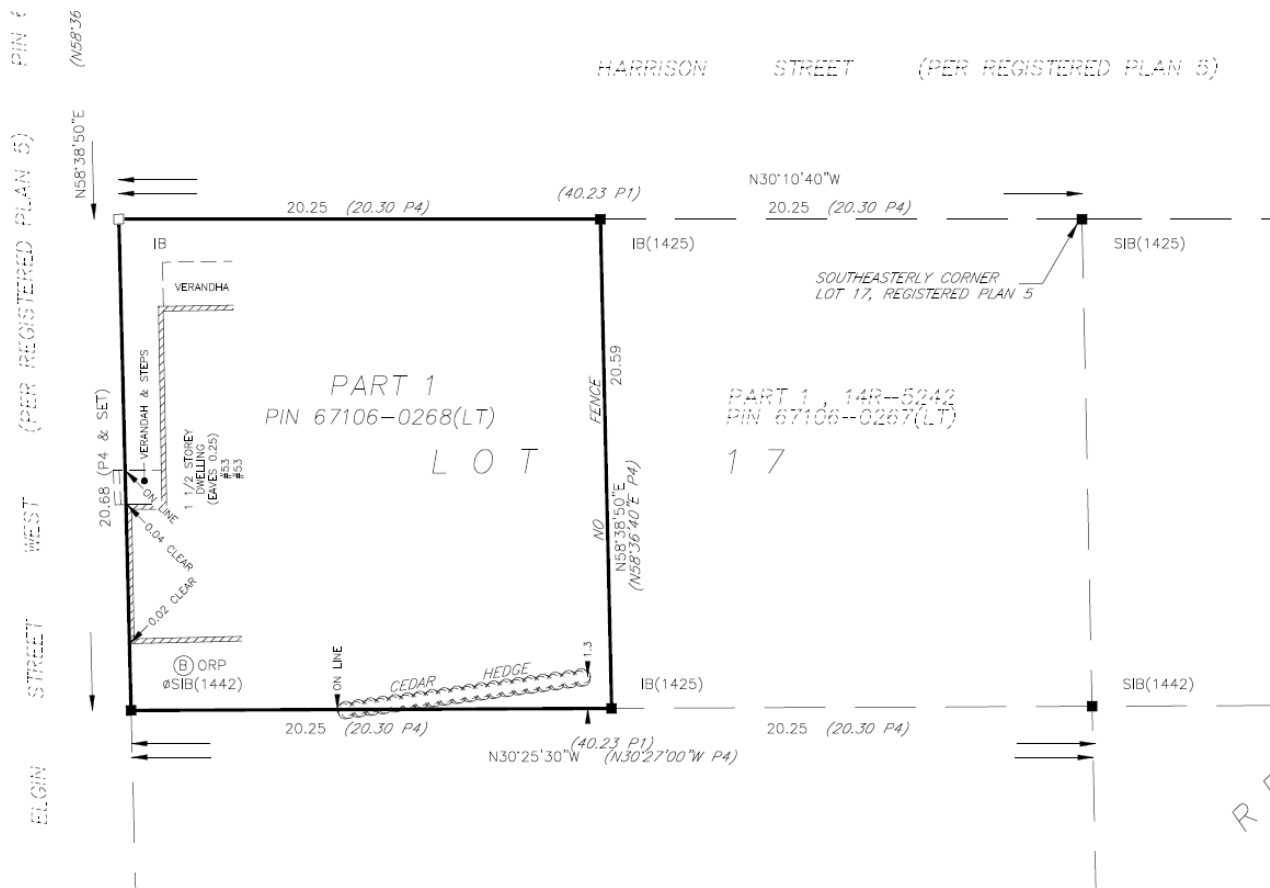 HARRISON STREET (PER REGISTERED PLAN 5)
PIN
(N58°36
N58°38'50"E
N30°10'40"W
(40.23 P1)
20.25 (20.30 P4)
20.25 (20.30 P4)
IB
IB(1425)
SIB(1425)
SOUTHEASTERLY CORNER
LOT 17, REGISTERED PLAN 5
VERANDHA
VERANDAH & STEPS
20.68 (P4 & SET)
1 1/2 STOREY
DWELLING
(EAVES 0.25)
#53
#53
PART 1
PIN 67106-0268(LT)
LOT 17
PART 1 , 14R-5242
PIN 67106-0267(LT)
NO FENCE
20.59
N58°38'50"E
(N58°36'40"E P4)
ON LINE
0.04 CLEAR
0.02 CLEAR
B ORP
øSIB(1442)
ON LINE
CEDAR HEDGE
1.3
IB(1425)
SIB(1442)
20.25 (20.30 P4)
20.25 (20.30 P4)
(40.23 P1)
N30°25'30"W (N30°27'00"W P4)
ELGIN STREET WEST (PER REGISTERED PLAN 5)
R